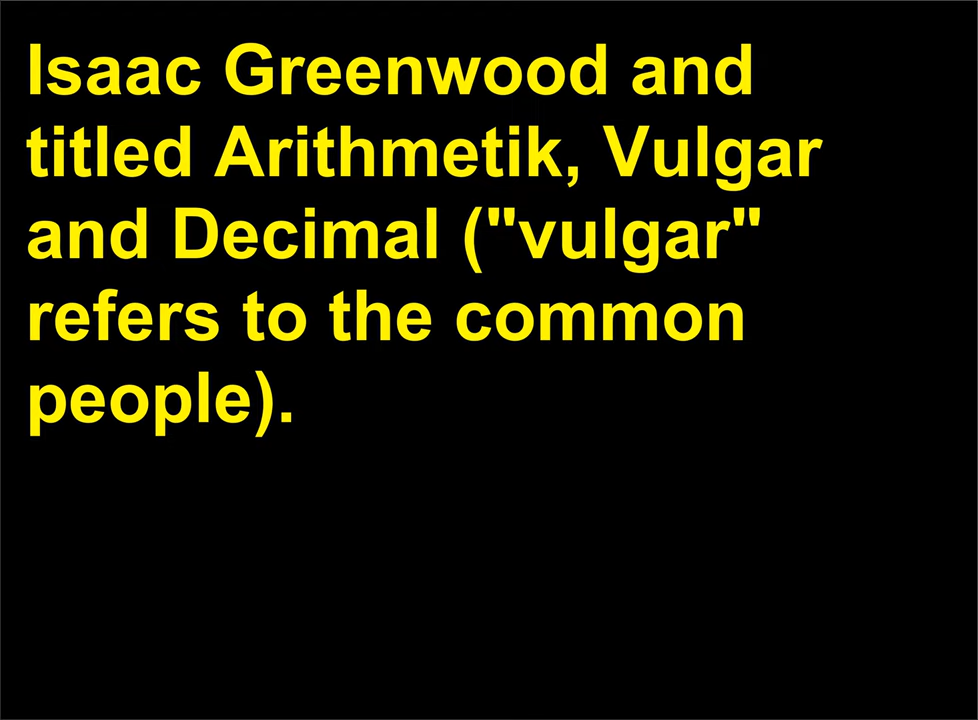 Isaac Greenwood and
titled Arithmetik, Vulgar
and Decimal ("vulgar"
refers to the common
people).